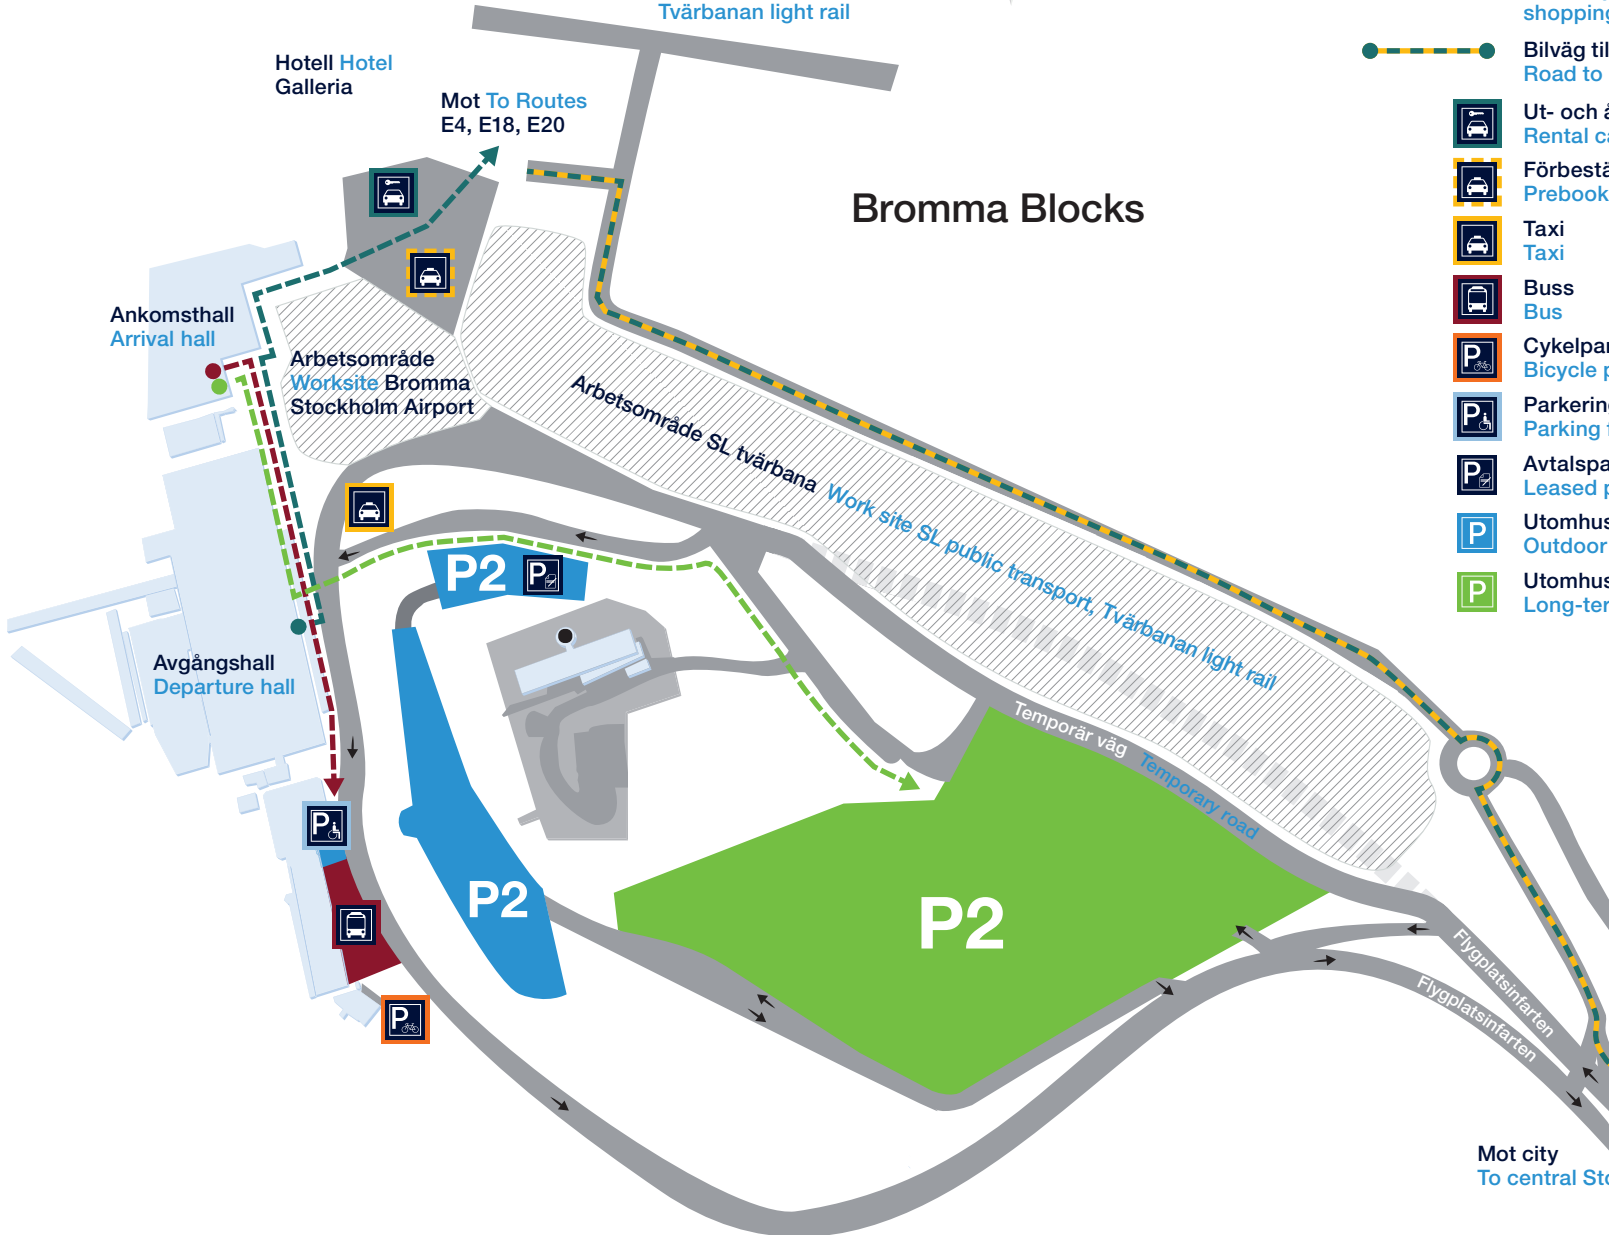 Tvärbanan light rail
Hotell Hotel
Galleria
Mot To Routes
E4, E18, E20
Bromma Blocks
Ankomsthall
Arrival hall
Arbetsområde
Worksite Bromma
Stockholm Airport
Arbetsområde SL tvärbana Work site SL public transport, Tvärbanan light rail
P2
P
Avgångshall
Departure hall
Temporär väg Temporary road
P
P2
P2
P
Flygplatsinfarten
Flygplatsinfarten
Mot city
To central Sto
shopping
Bilväg til
Road to
Ut- och å
Rental ca
Förbestä
Prebook
Taxi
Taxi
Buss
Bus
P
Cykelpar
Bicycle p
P
Parkering
Parking f
P
Avtalspa
Leased p
P
Utomhus
Outdoor
P
Utomhus
Long-ter